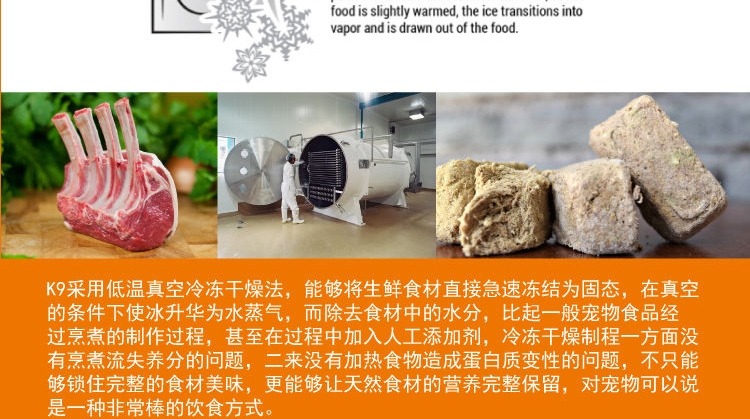 food is slightly warmed, the ice transitions into
vapor and is drawn out of the food.
K9采用低温真空冷冻干燥法，能够将生鲜食材直接急速冻结为固态，在真空
的条件下使冰升华为水蒸气，而除去食材中的水分，比起一般宠物食品经
过烹煮的制作过程，甚至在过程中加入人工添加剂，冷冻干燥制程一方面没
有烹煮流失养分的问题，二来没有加热食物造成蛋白质变性的问题，不只能
够锁住完整的食材美味，更能够让天然食材的营养完整保留，对宠物可以说
是一种非常棒的饮食方式。